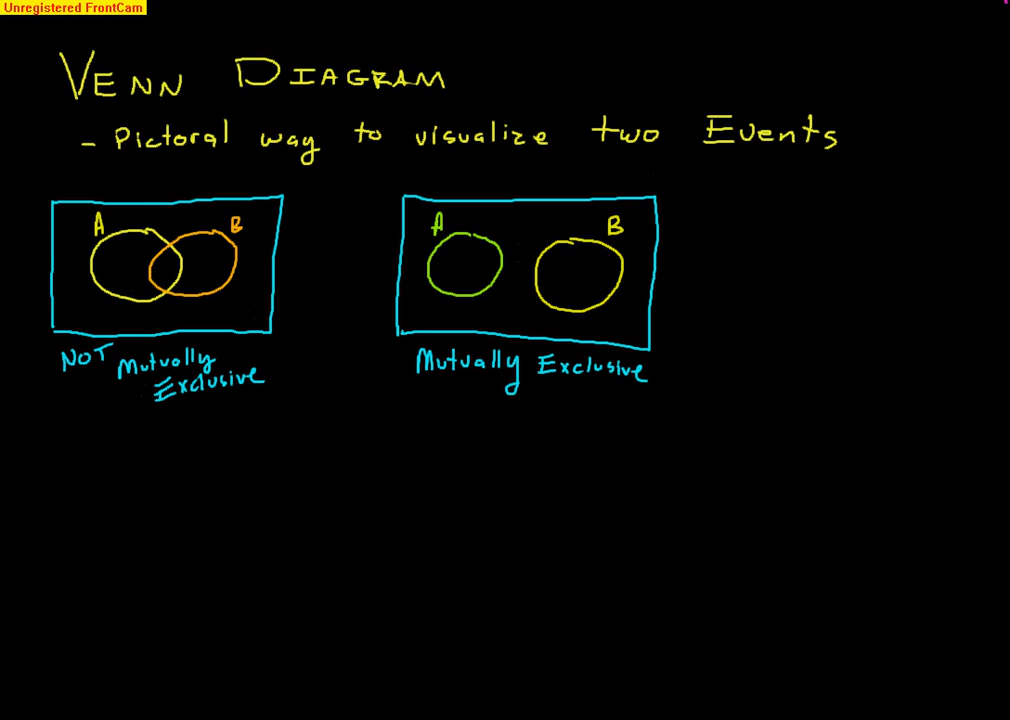 Unregistered FrontCam
VENN DIAGRAM
- Pictoral way to visualize two Events
A B
NOT Mutually
Exclusive
A B
Mutually Exclusive